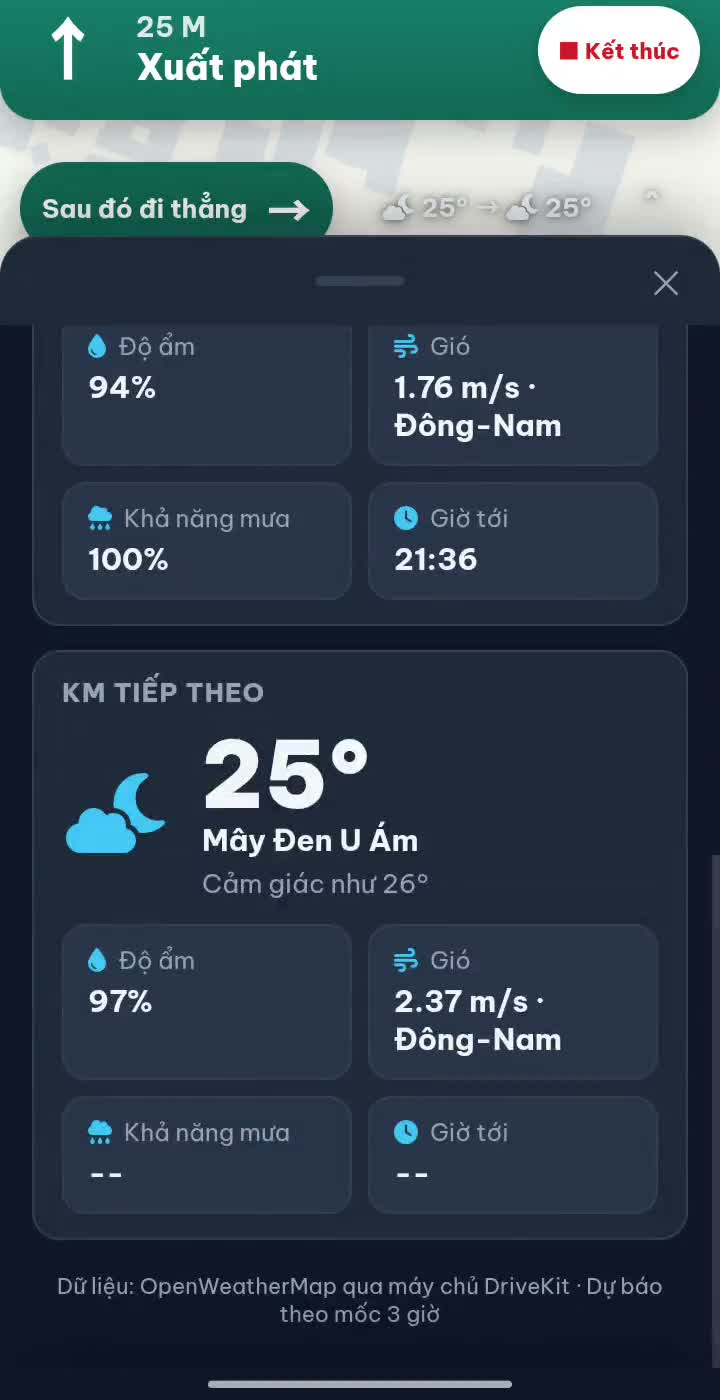 25 M
Xuất phát
Kết thúc
Sau đó đi thẳng
25° → 25°
Độ ẩm
94%
Gió
1.76 m/s ·
Đông-Nam
Khả năng mưa
100%
Giờ tới
21:36
KM TIẾP THEO
25°
Mây Đen U Ám
Cảm giác như 26°
Độ ẩm
97%
Gió
2.37 m/s ·
Đông-Nam
Khả năng mưa
--
Giờ tới
--
Dữ liệu: OpenWeatherMap qua máy chủ DriveKit · Dự báo
theo mốc 3 giờ